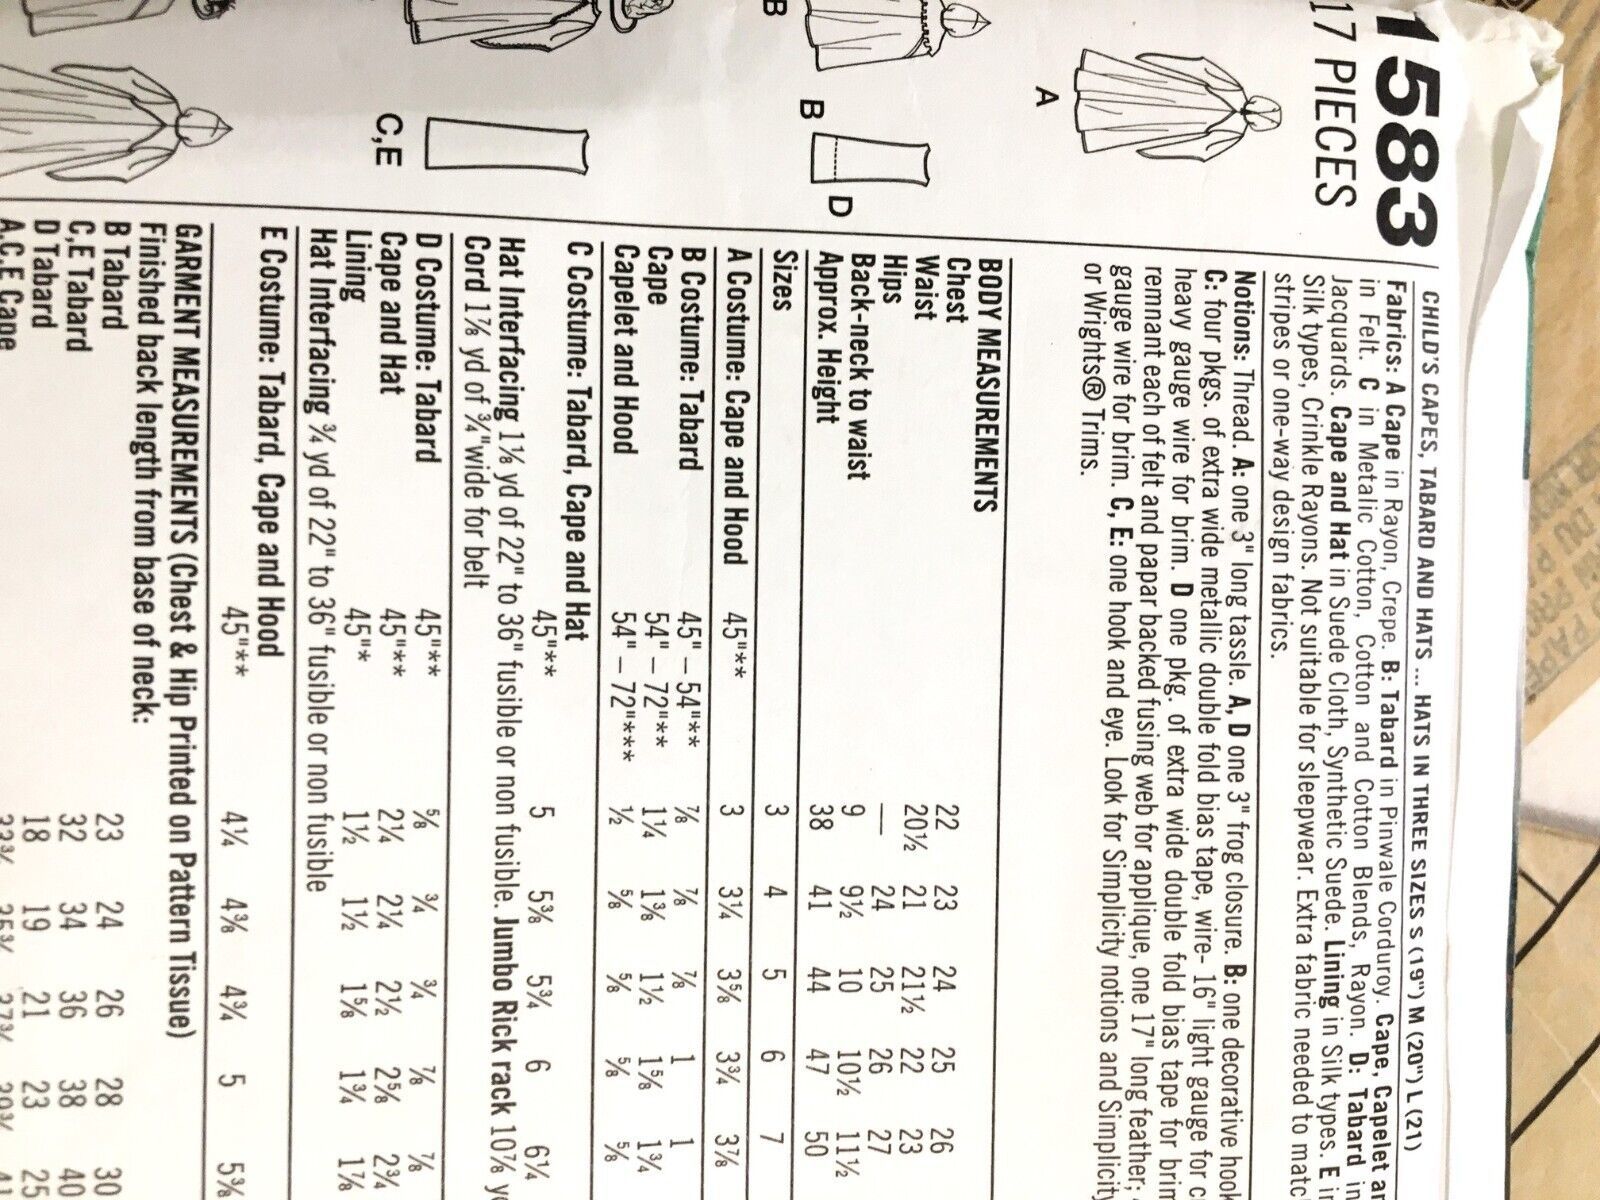 1583
17 PIECES
A
B
B
D
C,E
CHILD'S CAPES, TABARD AND HATS ... HATS IN THREE SIZES S (19") M (20") L (21)
Fabrics: A Cape in Rayon, Crepe. B: Tabard in Pinwale Corduroy. Cape, Capelet
in Felt. C in Metalic Cotton, Cotton and Cotton Blends, Rayon. D: Tabard in
Jacquards. Cape and Hat in Suede Cloth, Synthetic Suede. Lining in Silk types. E
Silk types, Crinkle Rayons. Not suitable for sleepwear. Extra fabric needed to
stripes or one-way design fabrics.
Notions: Thread. A: one 3" long tassle. A, D one 3" frog closure. B: one decorative hook
C: four pkgs. of extra wide metallic double fold bias tape, wire- 16" light gauge for
heavy gauge wire for brim. D one pkg. of extra wide double fold bias tape for brim
remnant each of felt and papar backed fusing web for applique, one 17" long feather;
gauge wire for brim. C, E: one hook and eye. Look for Simplicity notions and Simplicity
or Wrights® Trims.
BODY MEASUREMENTS
Chest 22 23 24 25 26
Waist 20½ 21 21½ 22 23
Hips — 24 25 26 27
Back-neck to waist 9 9½ 10 10½ 11½
Approx. Height 38 41 44 47 50
Sizes 3 4 5 6 7
A Costume: Cape and Hood 45"** 3 3¼ 3⅝ 3¾ 3⅞
B Costume: Tabard 45"—54"** ⅞ ⅞ ⅞ 1 1
Cape 54"—72"** 1¼ 1⅜ 1½ 1⅝ 1¾
Capelet and Hood 54"—72"*** ½ ⅝ ⅝ ⅝ ⅝
C Costume: Tabard, Cape and Hat
45"** 5 5⅜ 5¾ 6 6¼
Hat Interfacing 1⅛ yd of 22" to 36" fusible or non fusible. Jumbo Rick rack 10⅞
Cord 1⅞ yd of ¾"wide for belt
D Costume: Tabard 45"** ⅝ ¾ ¾ ⅞ ⅞
Cape and Hat 45"** 2¼ 2¼ 2½ 2⅝ 2¾
Lining 45"* 1½ 1½ 1⅝ 1¾ 1⅞
Hat Interfacing ¾ yd of 22" to 36" fusible or non fusible.
E Costume: Tabard, Cape and Hood
45"** 4¼ 4⅜ 4¾ 5 5⅜
GARMENT MEASUREMENTS (Chest & Hip Printed on Pattern Tissue)
Finished back length from base of neck:
B Tabard 23 24 26 28 30
C,E Tabard 32 34 36 38 40
D Tabard 18 19 21 23 25
A,C,E Cape